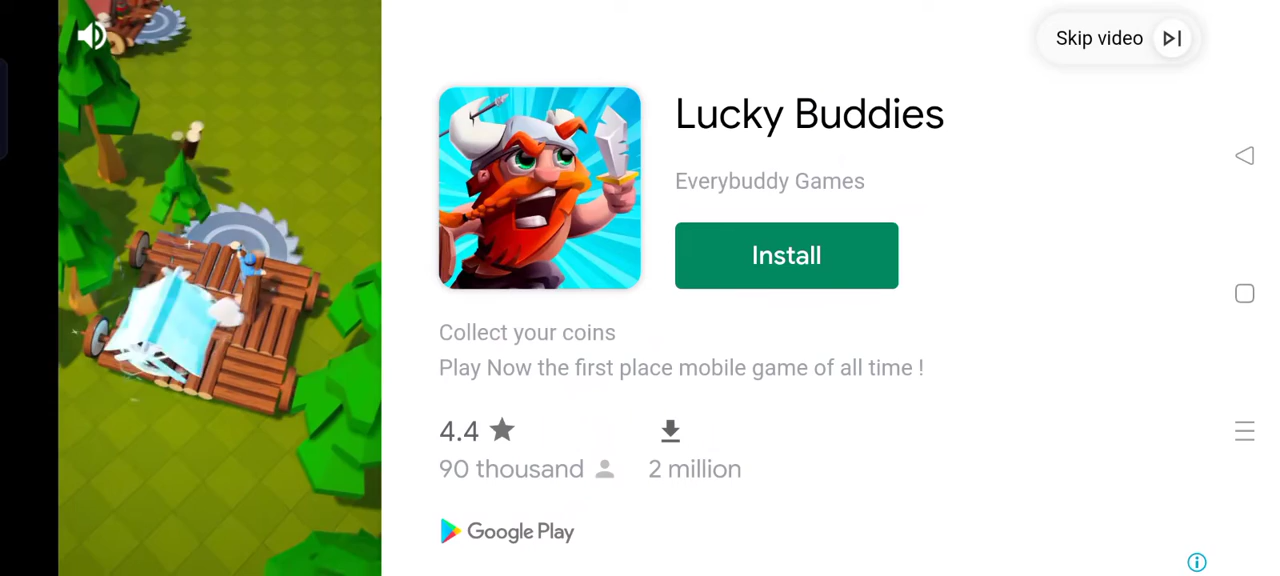 Skip video
Lucky Buddies
Everybuddy Games
Install
Collect your coins
Play Now the first place mobile game of all time !
4.4
90 thousand 2 million
Google Play